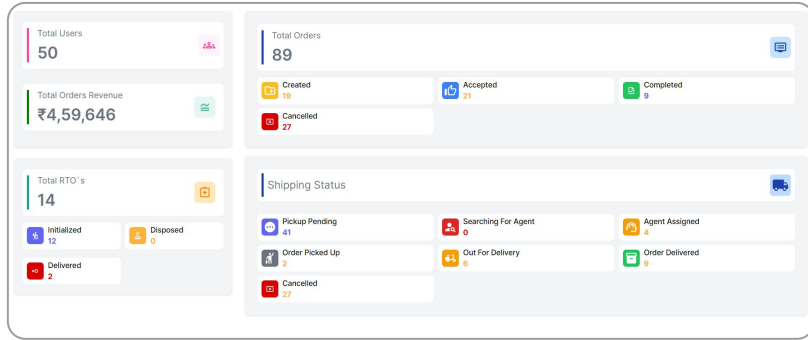 Total Users
50
Total Orders Revenue
₹4,59,646
Total Orders
89
Created
19
Accepted
21
Completed
9
Cancelled
27
Total RTO`s
14
Initialized
12
Disposed
0
Delivered
2
Shipping Status
Pickup Pending
41
Searching For Agent
0
Agent Assigned
4
Order Picked Up
2
Out For Delivery
6
Order Delivered
9
Cancelled
27